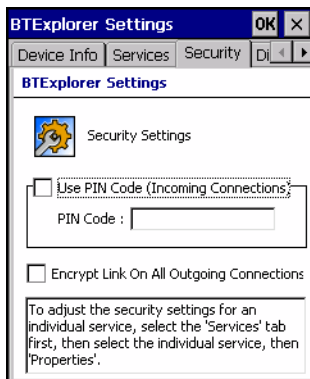 BTExplorer Settings OK
Device Info Services Security Di
BTExplorer Settings
Security Settings
Use PIN Code (Incoming Connections)
PIN Code :
Encrypt Link On All Outgoing Connections
To adjust the security settings for an
individual service, select the 'Services' tab
first, then select the individual service, then
'Properties'.